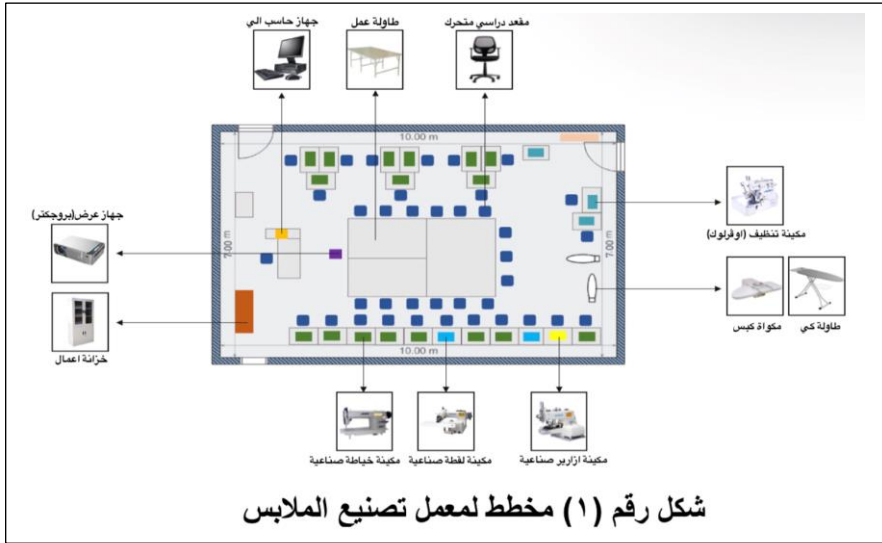 جهاز حاسب الي
طاولة عمل
مقعد دراسي متحرك
10.00 m
جهاز عرض(بروجكتر)
7.00 m
7.00 m
مكينة تنظيف (اوفرلوك)
خزانة اعمال
مكواة كبس
طاولة كي
10.00 m
مكينة خياطة صناعية
مكينة لقطة صناعية
مكينة ازارير صناعية
شكل رقم (١) مخطط لمعمل تصنيع الملابس